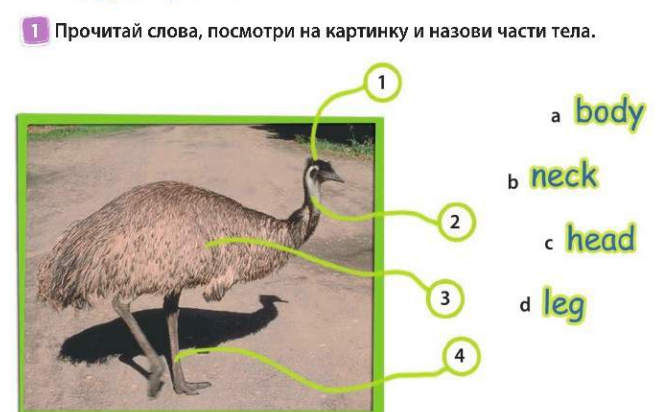 1 Прочитай слова, посмотри на картинку и назови части тела.
1
a body
b neck
2
c head
3
d leg
4